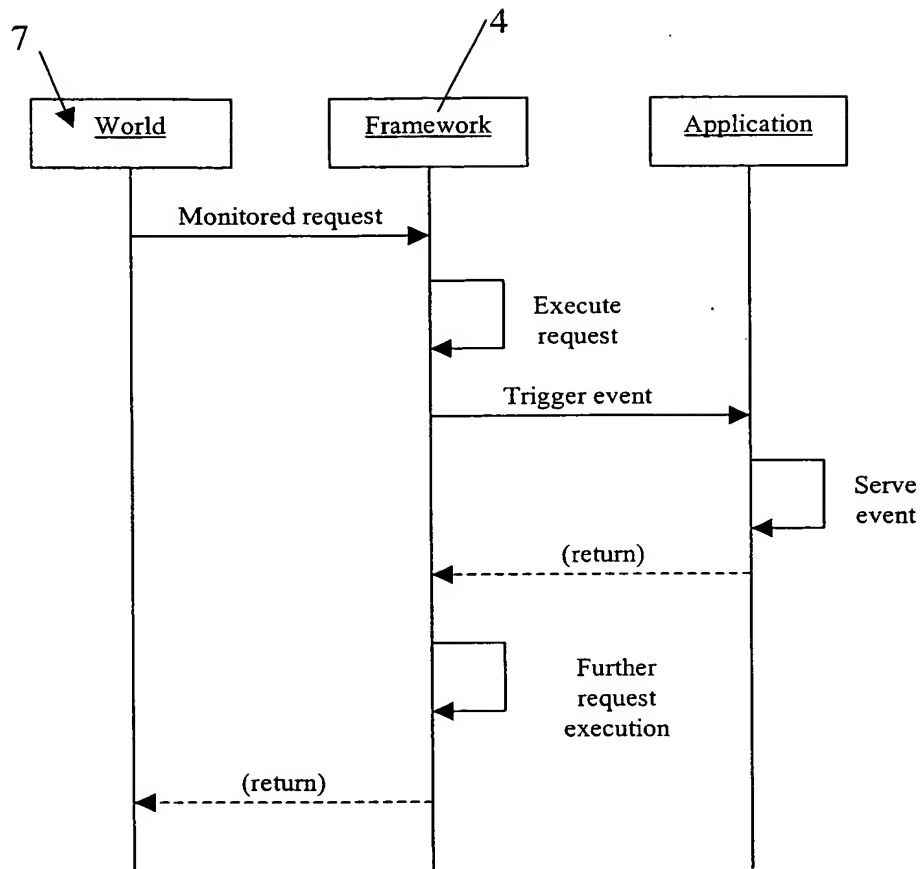 7
4
World
Framework
Application
Monitored request
Execute
request
Trigger event
Serve
event
(return)
Further
request
execution
(return)